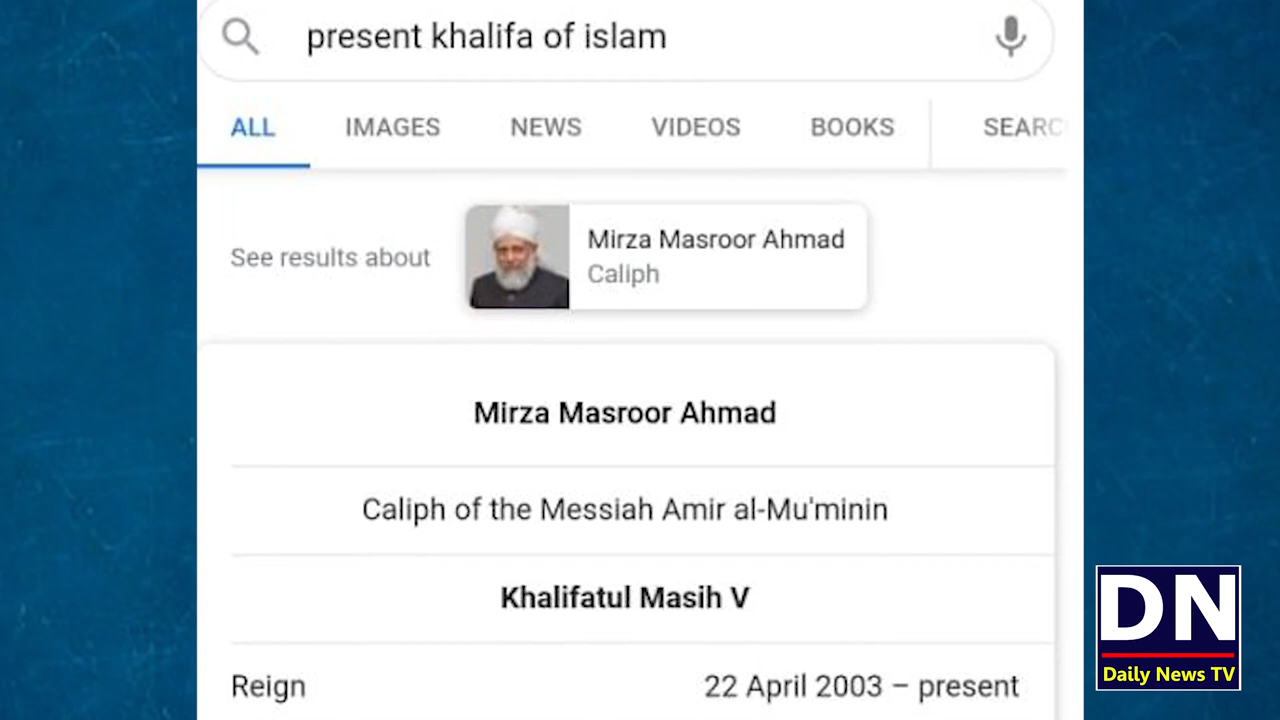 present khalifa of islam
ALL IMAGES NEWS VIDEOS BOOKS SEARC
See results about
Mirza Masroor Ahmad
Caliph
Mirza Masroor Ahmad
Caliph of the Messiah Amir al-Mu'minin
Khalifatul Masih V
Reign 22 April 2003 – present
DN
Daily News TV